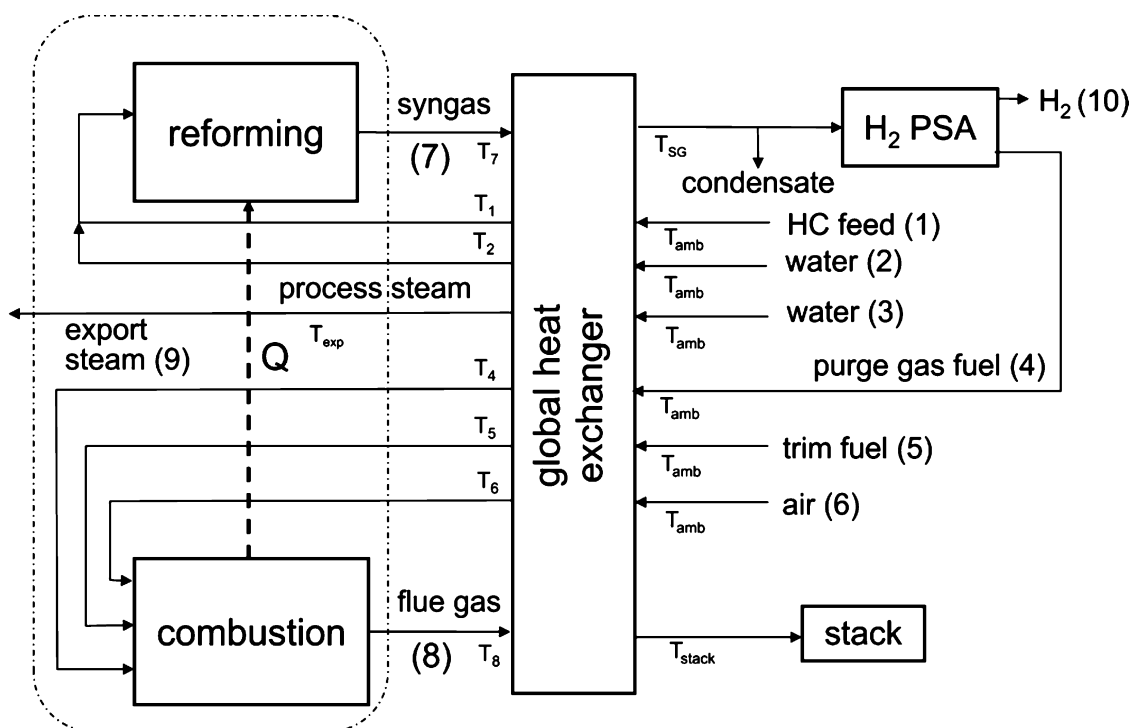 reforming
syngas
(7)
T7
H2 PSA
H2 (10)
TSG
condensate
T1
HC feed (1)
Tamb
T2
water (2)
Tamb
process steam
water (3)
Tamb
export
steam (9)
Texp
Q
global heat
exchanger
T4
purge gas fuel (4)
Tamb
T5
trim fuel (5)
Tamb
T6
air (6)
Tamb
combustion
flue gas
(8)
T8
Tstack
stack